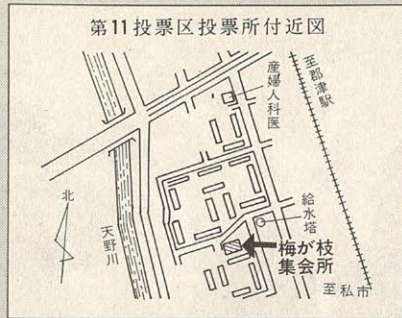 第11投票区投票所付近図
至郡津駅
産婦人科医
北
天野川
給水塔
梅が枝
集会所
至私市